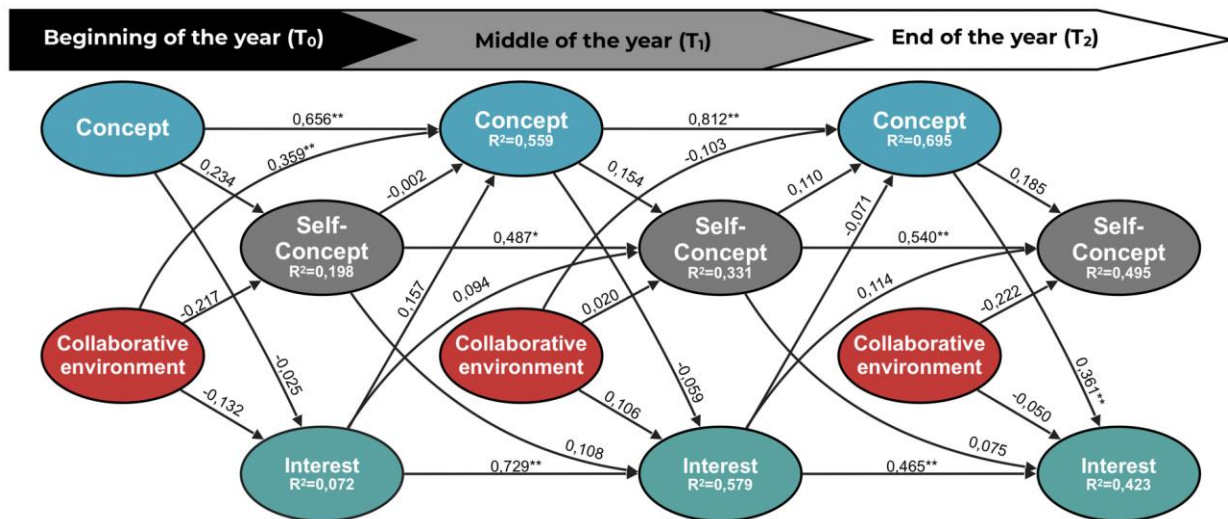 Beginning of the year (T₀)
Middle of the year (T₁)
End of the year (T₂)
Concept
0,656**
Concept
R²=0,559
0,812**
Concept
R²=0,695
0,359**
0,234
-0,002
-0,103
0,154
0,110
-0,071
0,185
Self-
Concept
R²=0,198
0,487*
Self-
Concept
R²=0,331
0,540**
Self-
Concept
R²=0,495
-0,217
0,157
0,094
0,020
0,114
-0,222
Collaborative
environment
Collaborative
environment
Collaborative
environment
-0,025
-0,059
0,361**
-0,132
0,106
-0,050
0,108
0,075
Interest
R²=0,072
0,729**
Interest
R²=0,579
0,465**
Interest
R²=0,423